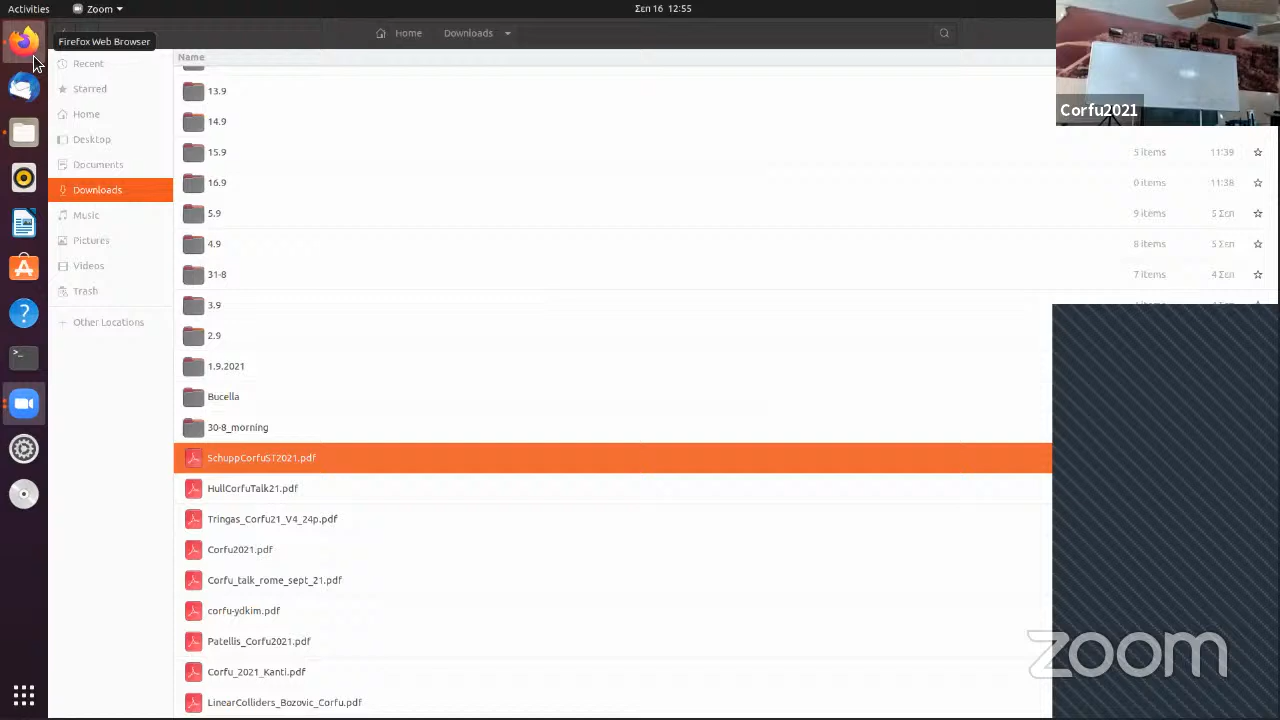 Activities
Zoom
Σεπ 16 12:55
Firefox Web Browser
Home
Downloads
Corfu2021
Recent
Starred
Home
Desktop
Documents
Downloads
Music
Pictures
Videos
Trash
Other Locations
Name
13.9
14.9
15.9 5 items 11:39
16.9 0 items 11:38
5.9 9 items 5 Σεπ
4.9 8 items 5 Σεπ
31-8 7 items 4 Σεπ
3.9
2.9
1.9.2021
Bucella
30-8_morning
SchuppCorfuST2021.pdf
HullCorfuTalk21.pdf
Tringas_Corfu21_V4_24p.pdf
Corfu2021.pdf
Corfu_talk_rome_sept_21.pdf
corfu-ydkim.pdf
Patellis_Corfu2021.pdf
Corfu_2021_Kanti.pdf
LinearColliders_Bozovic_Corfu.pdf
zoom